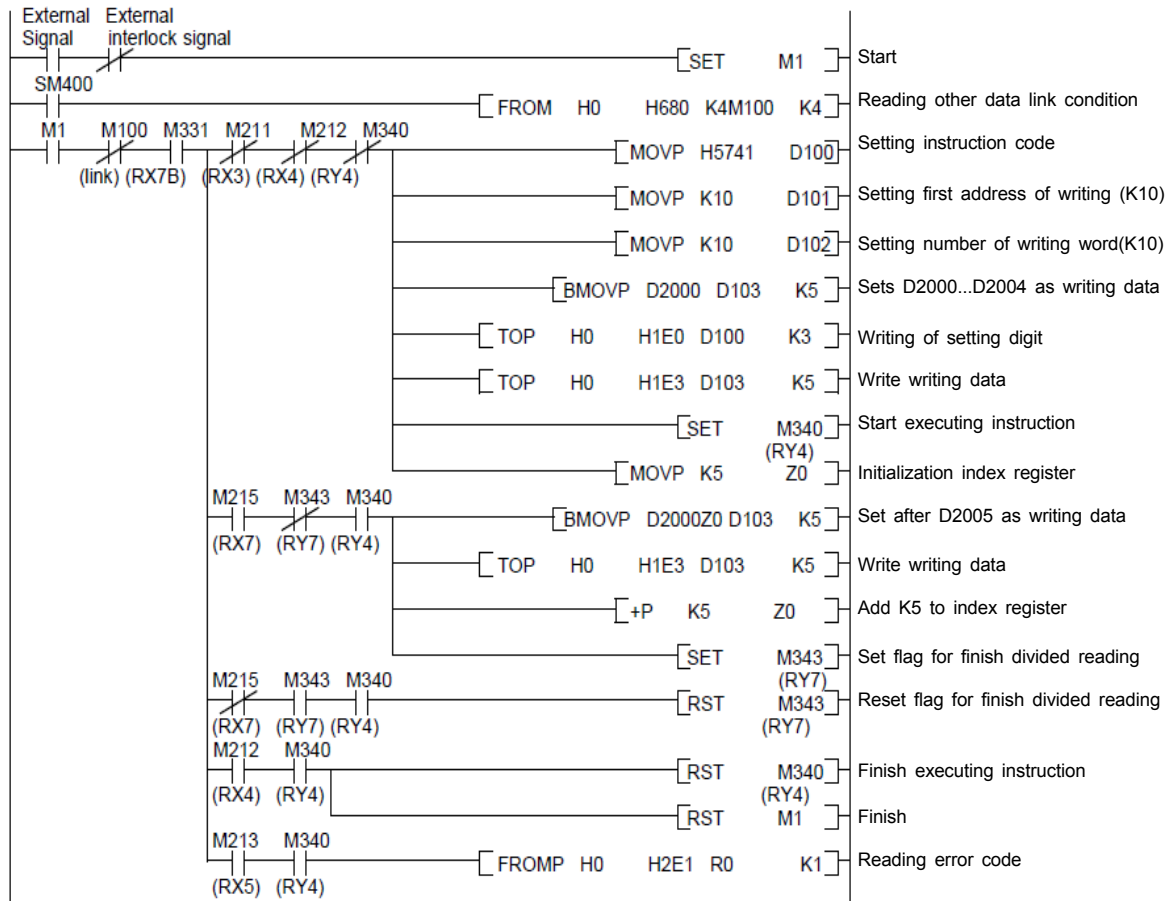 External External
Signal interlock signal
SET M1 Start
SM400
FROM H0 H680 K4M100 K4 Reading other data link condition
M1 M100 M331 M211 M212 M340
MOVP H5741 D100 Setting instruction code
(link) (RX7B) (RX3) (RX4) (RY4)
MOVP K10 D101 Setting first address of writing (K10)
MOVP K10 D102 Setting number of writing word(K10)
BMOVP D2000 D103 K5 Sets D2000...D2004 as writing data
TOP H0 H1E0 D100 K3 Writing of setting digit
TOP H0 H1E3 D103 K5 Write writing data
SET M340 Start executing instruction
(RY4)
MOVP K5 Z0 Initialization index register
M215 M343 M340
BMOVP D2000Z0 D103 K5 Set after D2005 as writing data
(RX7) (RY7) (RY4)
TOP H0 H1E3 D103 K5 Write writing data
+P K5 Z0 Add K5 to index register
SET M343 Set flag for finish divided reading
(RY7)
M215 M343 M340
RST M343 Reset flag for finish divided reading
(RX7) (RY7) (RY4) (RY7)
M212 M340
RST M340 Finish executing instruction
(RX4) (RY4) (RY4)
RST M1 Finish
M213 M340
FROMP H0 H2E1 R0 K1 Reading error code
(RX5) (RY4)